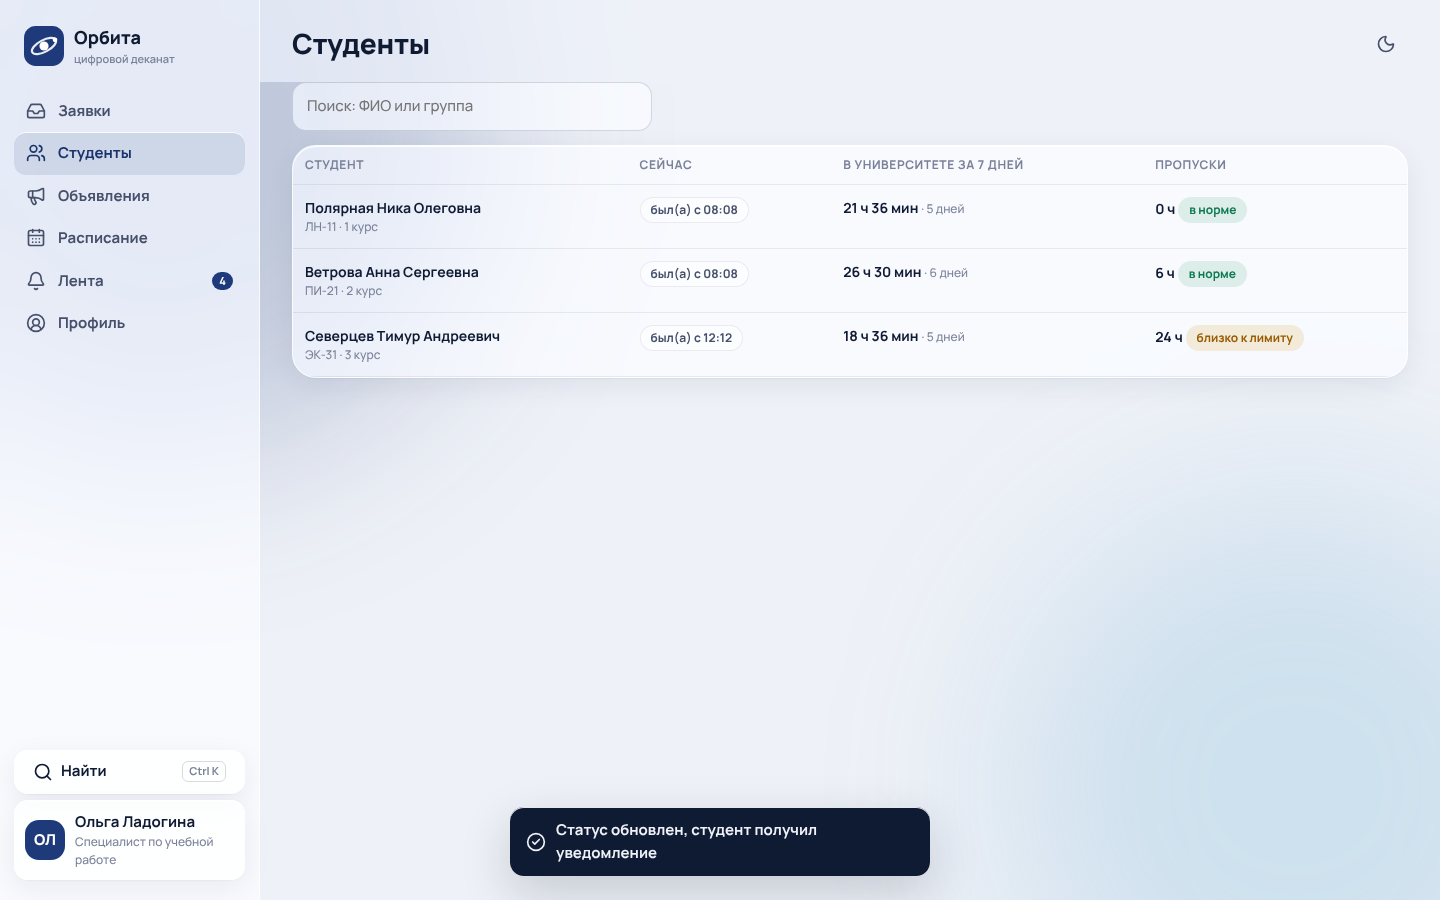 Орбита
цифровой деканат
Заявки
Студенты
Объявления
Расписание
Лента
4
Профиль
Найти
Ctrl K
ОЛ
Ольга Ладогина
Специалист по учебной
работе
Студенты
Поиск: ФИО или группа
СТУДЕНТ СЕЙЧАС В УНИВЕРСИТЕТЕ ЗА 7 ДНЕЙ ПРОПУСКИ
Полярная Ника Олеговна был(а) с 08:08 21 ч 36 мин · 5 дней 0 ч в норме
ЛН-11 · 1 курс
Ветрова Анна Сергеевна был(а) с 08:08 26 ч 30 мин · 6 дней 6 ч в норме
ПИ-21 · 2 курс
Северцев Тимур Андреевич был(а) с 12:12 18 ч 36 мин · 5 дней 24 ч близко к лимиту
ЭК-31 · 3 курс
Статус обновлен, студент получил
уведомление